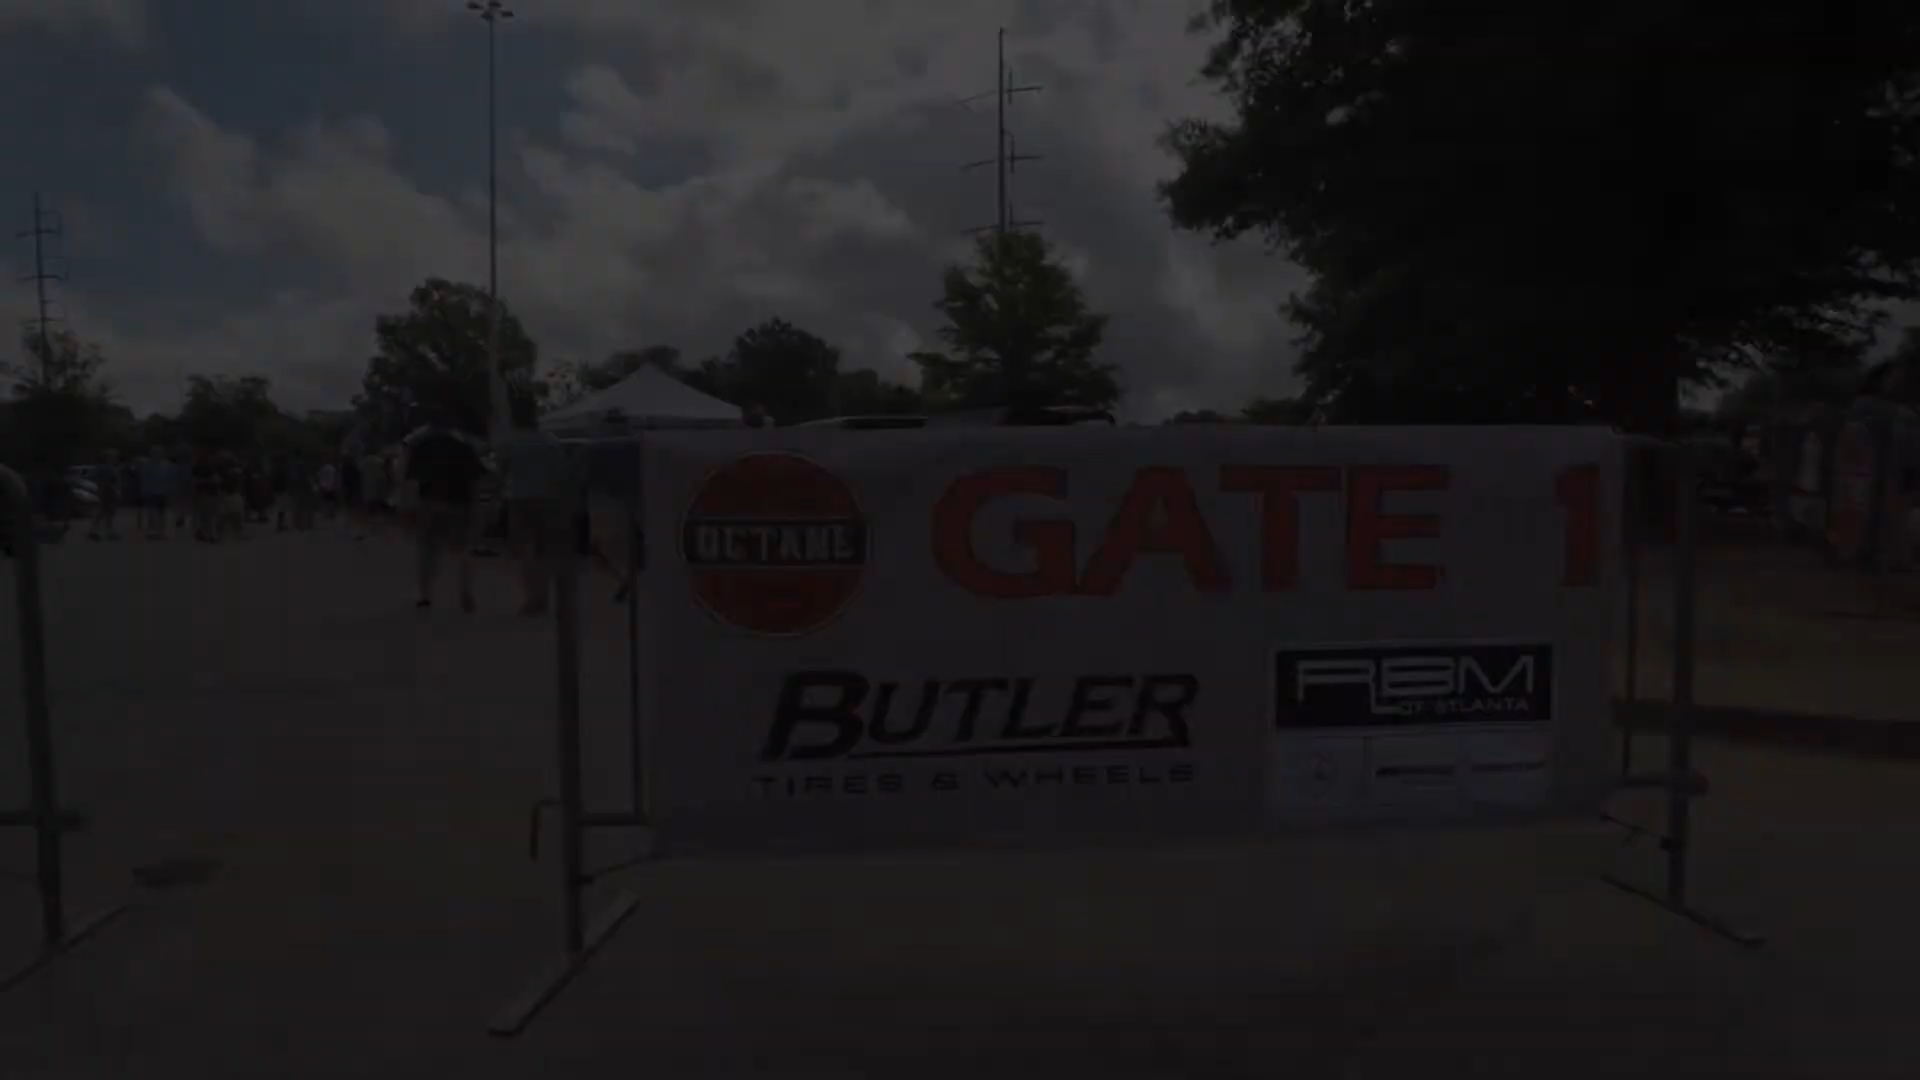 OCTANE
GATE 1
BUTLER
TIRES & WHEELS
RBM
OF ATLANTA